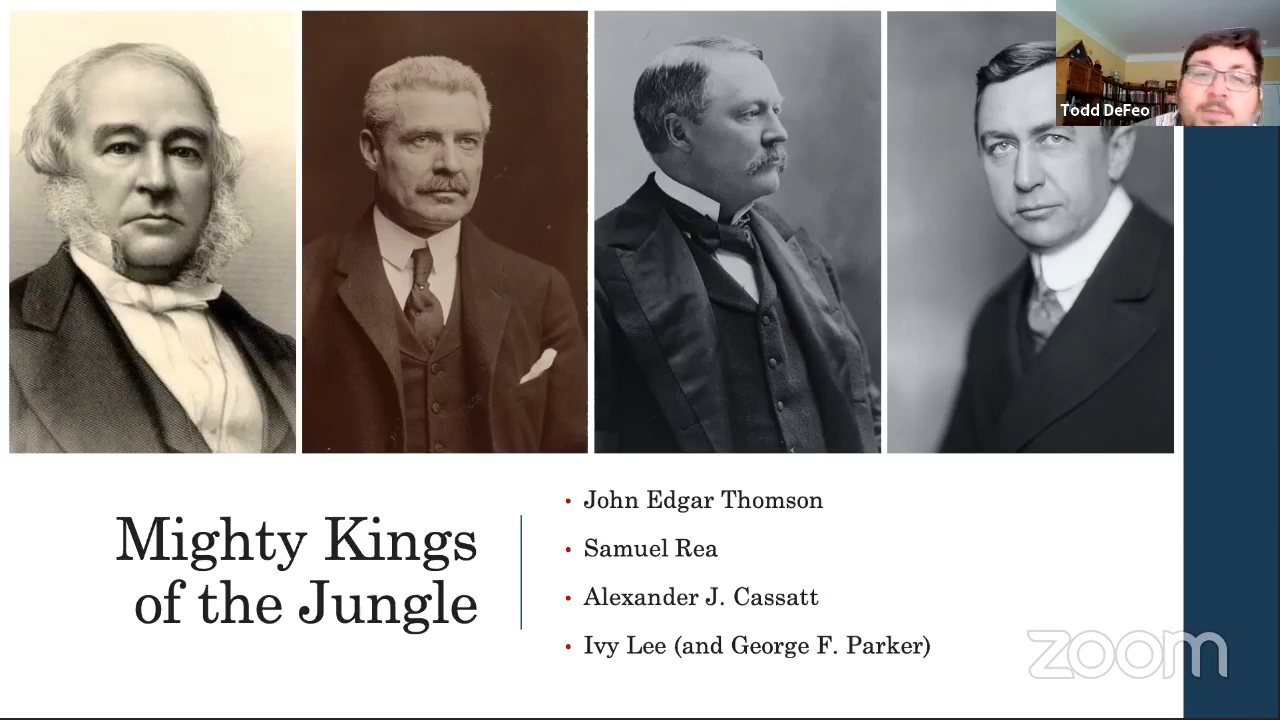 Todd DeFeo
Mighty Kings
of the Jungle
• John Edgar Thomson
• Samuel Rea
• Alexander J. Cassatt
• Ivy Lee (and George F. Parker)
zoom